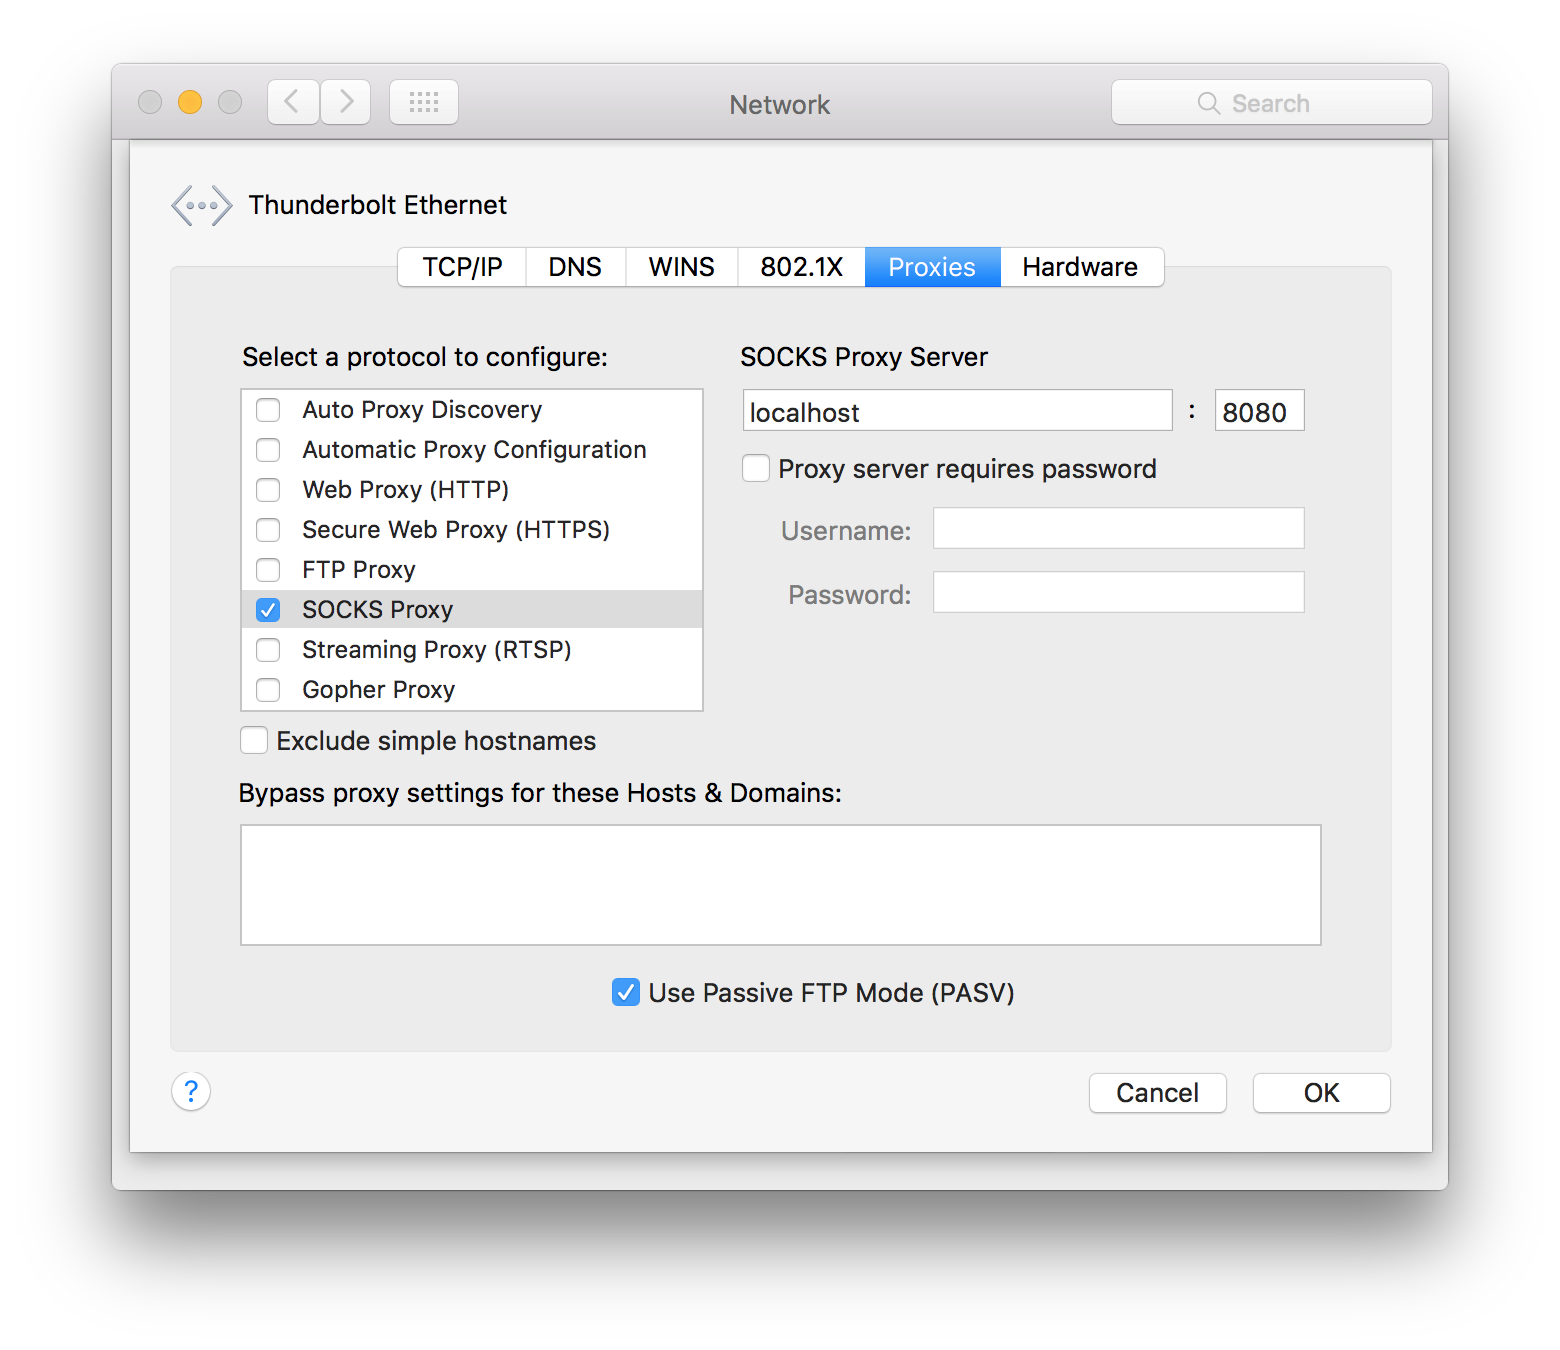 Network
Search
Thunderbolt Ethernet
TCP/IP DNS WINS 802.1X Proxies Hardware
Select a protocol to configure:
Auto Proxy Discovery
Automatic Proxy Configuration
Web Proxy (HTTP)
Secure Web Proxy (HTTPS)
FTP Proxy
SOCKS Proxy
Streaming Proxy (RTSP)
Gopher Proxy
Exclude simple hostnames
SOCKS Proxy Server
localhost : 8080
Proxy server requires password
Username:
Password:
Bypass proxy settings for these Hosts & Domains:
Use Passive FTP Mode (PASV)
?
Cancel OK